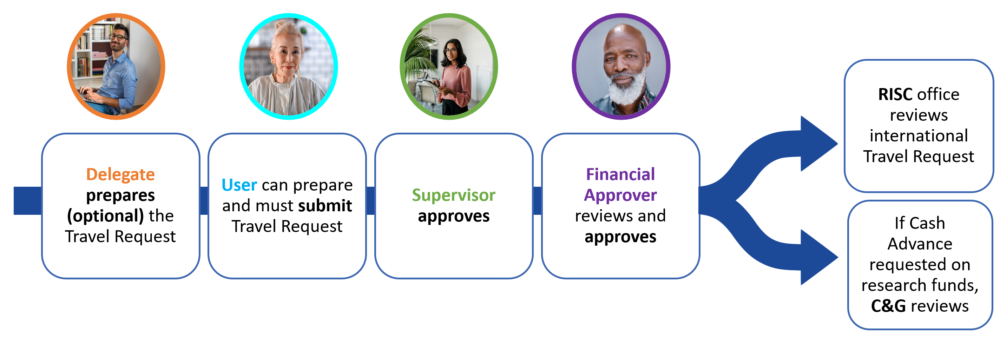 Delegate
prepares
(optional) the
Travel Request
User can prepare
and must submit
Travel Request
Supervisor
approves
Financial
Approver
reviews and
approves
RISC office
reviews
international
Travel Request
If Cash
Advance
requested on
research funds,
C&G reviews